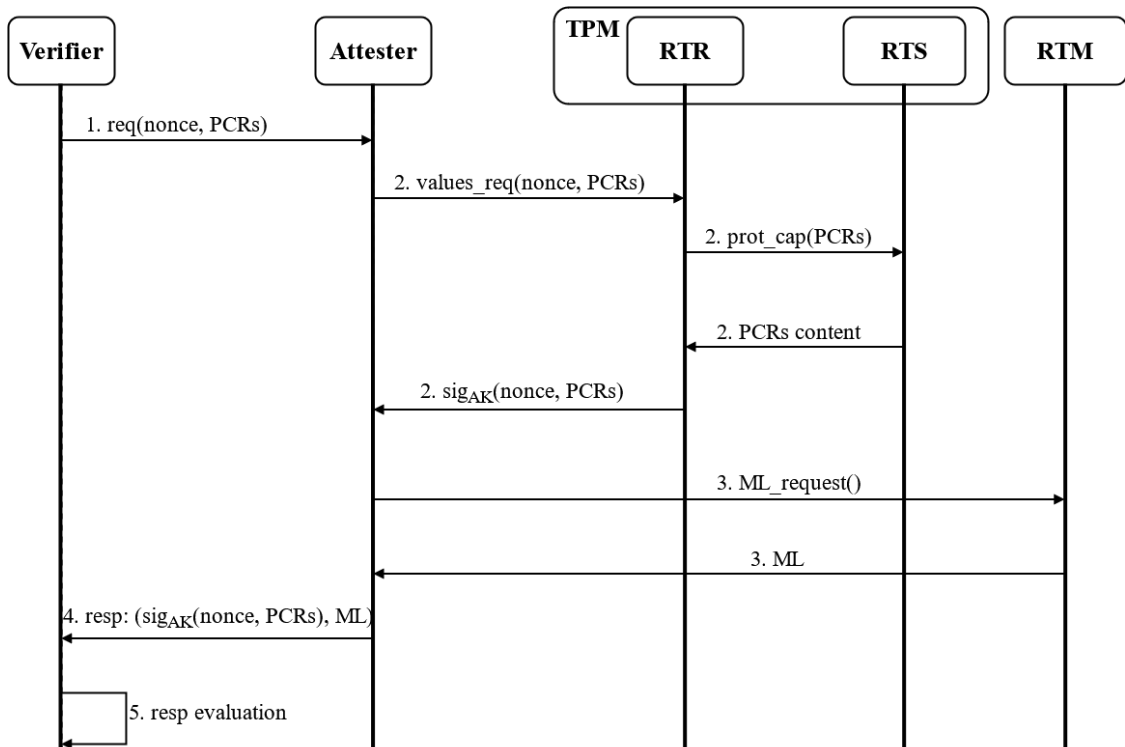 TPM
Verifier
Attester
RTR
RTS
RTM
1. req(nonce, PCRs)
2. values_req(nonce, PCRs)
2. prot_cap(PCRs)
2. PCRs content
2. sigAK(nonce, PCRs)
3. ML_request()
3. ML
4. resp: (sigAK(nonce, PCRs), ML)
5. resp evaluation